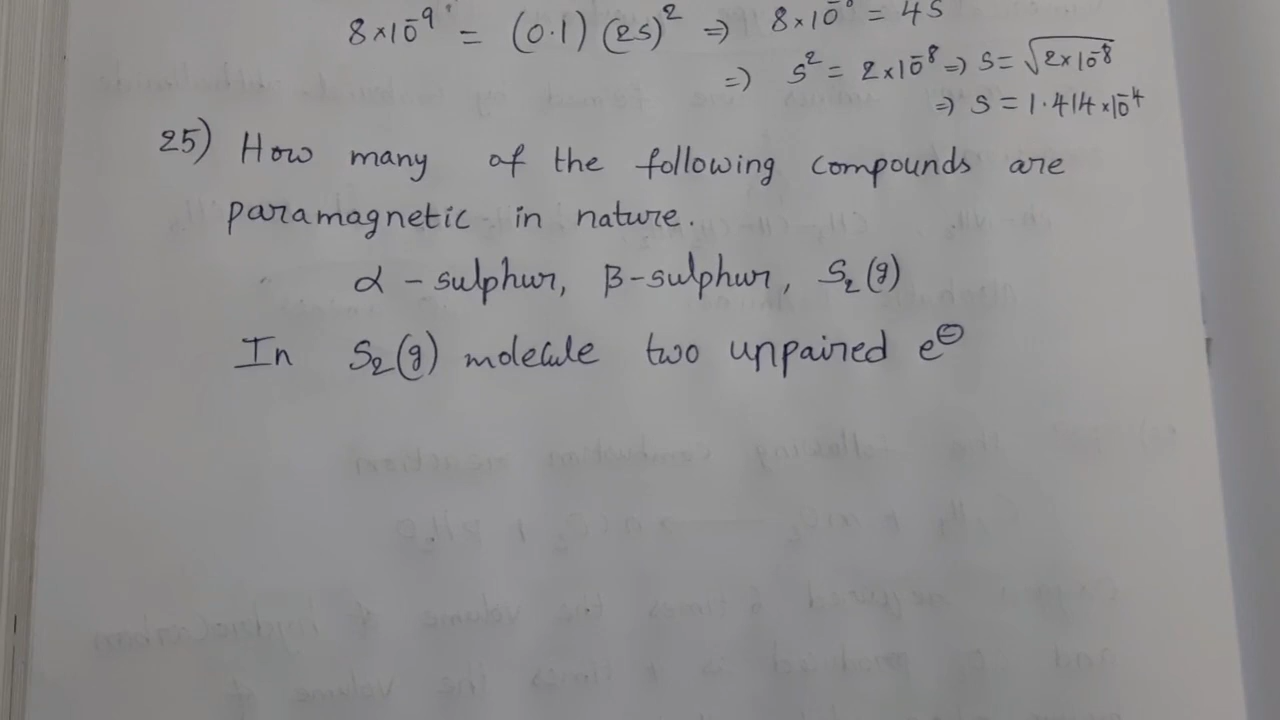 8×10⁻⁹ = (0.1) (2s)² ⇒ 8×10⁻⁸ = 4s
⇒ s² = 2×10⁻⁸ ⇒ s = √2×10⁻⁸
⇒ s = 1.414×10⁻⁴
25) How many of the following compounds are
paramagnetic in nature.
α - sulphur, β-sulphur, S₂(g)
In S₂(g) molecule two unpaired e⊖